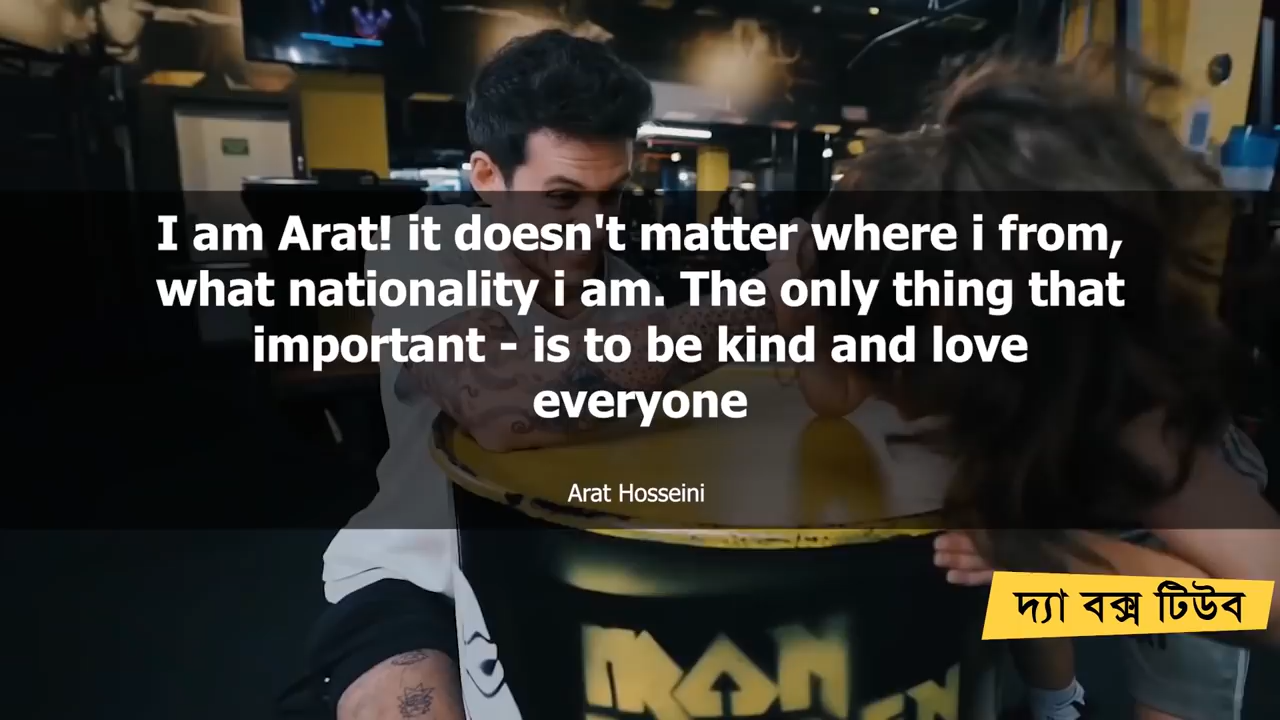 I am Arat! it doesn't matter where i from,
what nationality i am. The only thing that
important - is to be kind and love
everyone
Arat Hosseini
দ্যা বক্স টিউব
IRON